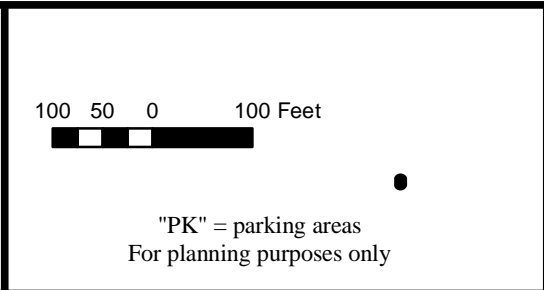 100 50 0 100 Feet
"PK" = parking areas
For planning purposes only